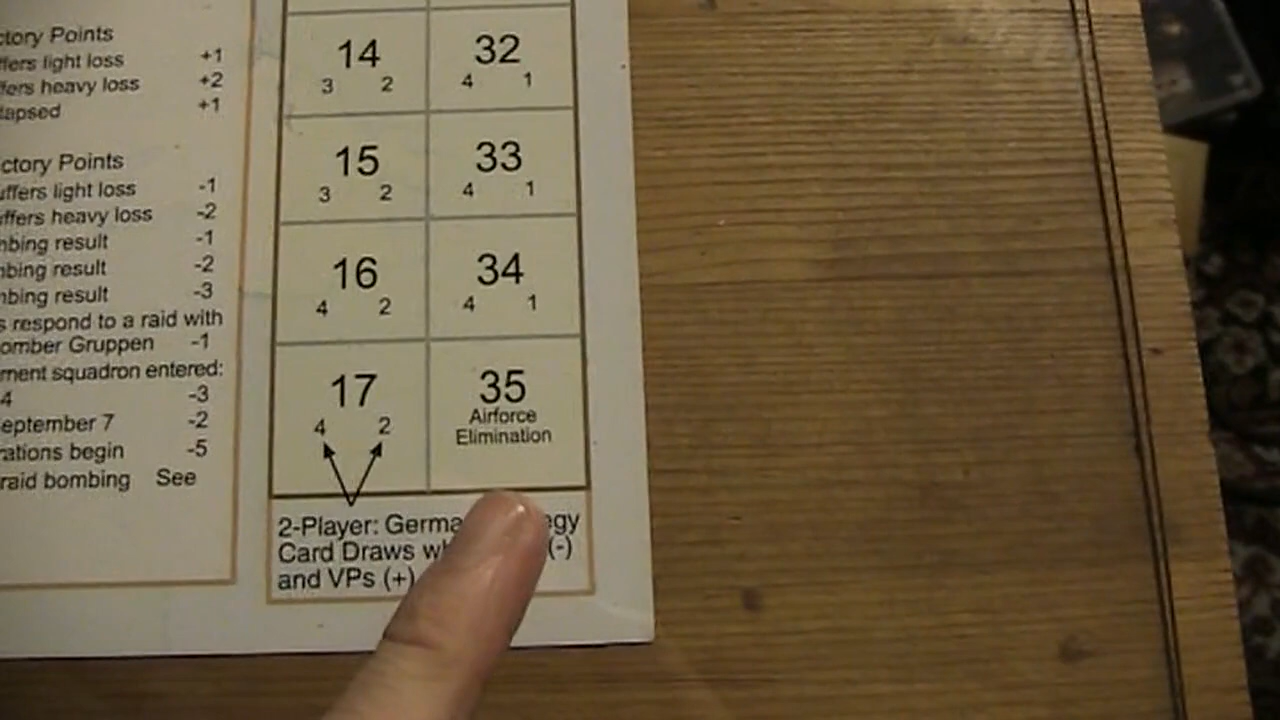 ctory Points
ffers light loss +1
ffers heavy loss +2
lapsed +1
ctory Points
uffers light loss -1
uffers heavy loss -2
mbing result -1
mbing result -2
mbing result -3
s respond to a raid with
omber Gruppen -1
ment squadron entered:
4 -3
eptember 7 -2
rations begin -5
raid bombing See
14 32
3 2 4 1
15 33
3 2 4 1
16 34
4 2 4 1
17 35
Airforce
4 2 Elimination
2-Player: Germa egy
Card Draws (-)
and VPs (+)